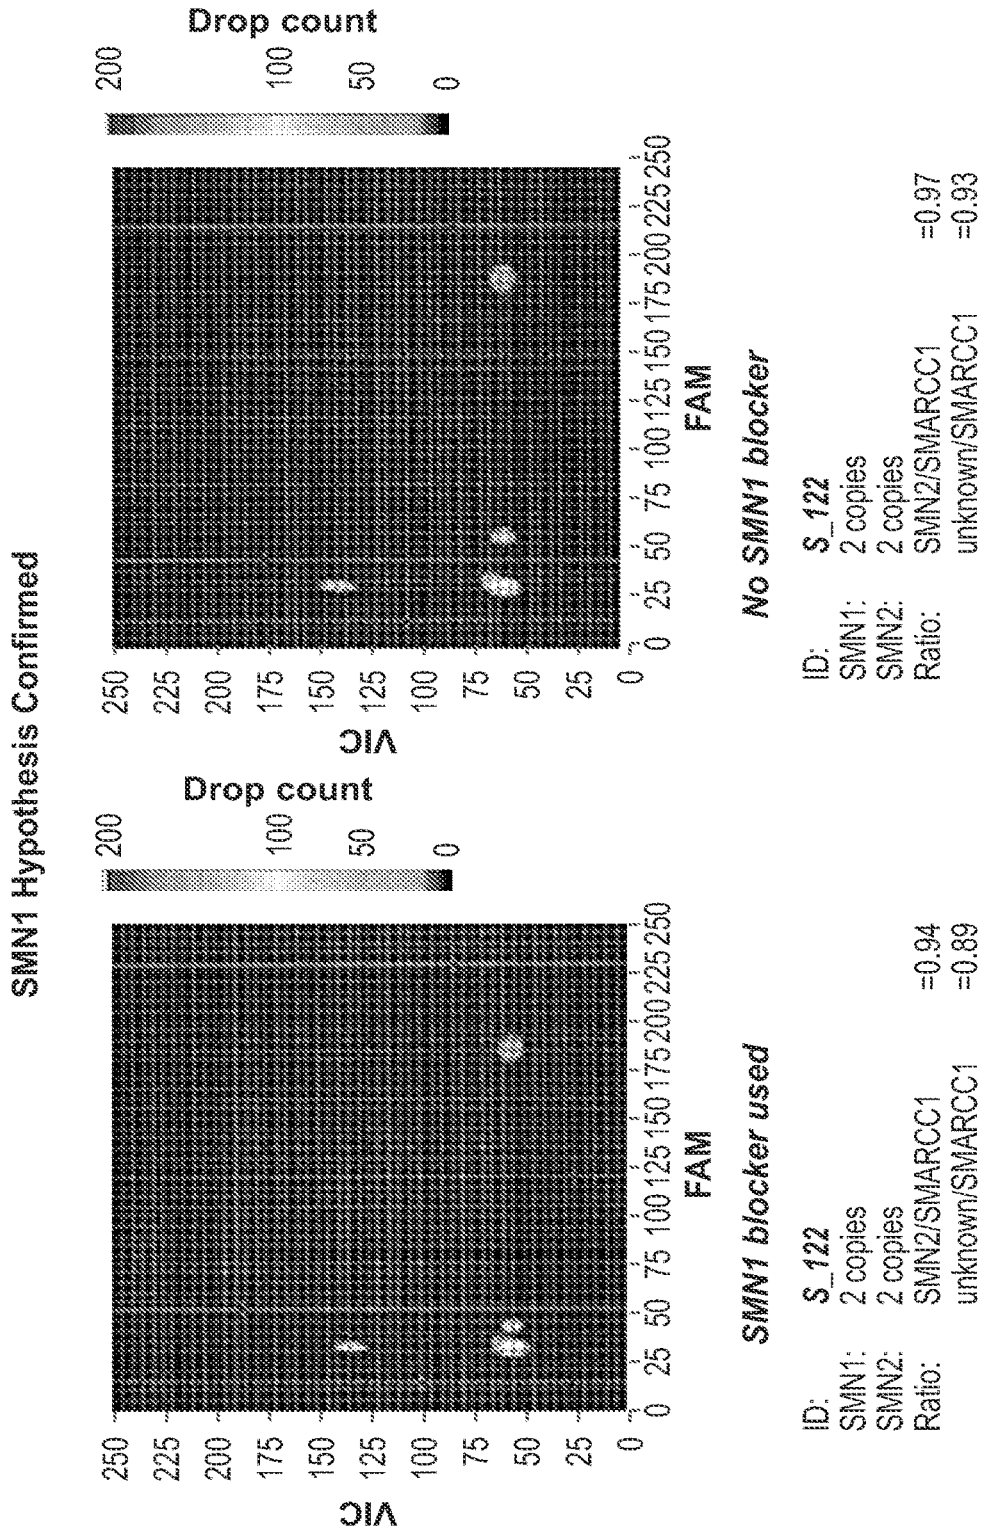 SMN1 Hypothesis Confirmed
Drop count
200
100
50
0
VIC
250
225
200
175
150
125
100
75
50
25
0
0 25 50 75 100 125 150 175 200 225 250
FAM
SMN1 blocker used
ID: S_122
SMN1: 2 copies
SMN2: 2 copies
Ratio: SMN2/SMARCC1 =0.94
unknown/SMARCC1 =0.89
Drop count
200
100
50
0
VIC
250
225
200
175
150
125
100
75
50
25
0
0 25 50 75 100 125 150 175 200 225 250
FAM
No SMN1 blocker
ID: S_122
SMN1: 2 copies
SMN2: 2 copies
Ratio: SMN2/SMARCC1 =0.97
unknown/SMARCC1 =0.93